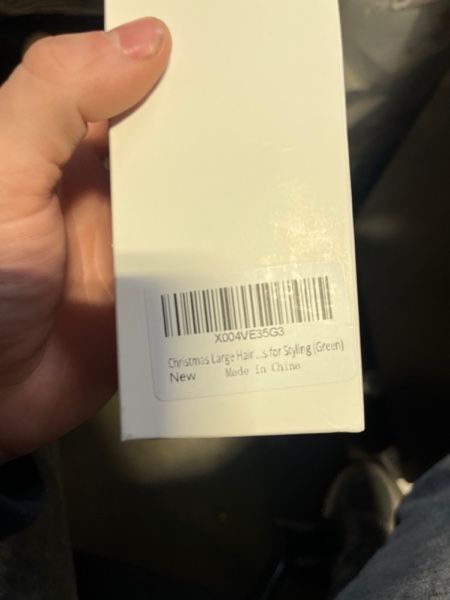 X004VE35G3
Christmas Large Hair ...s for Styling (Green)
New
Made in China